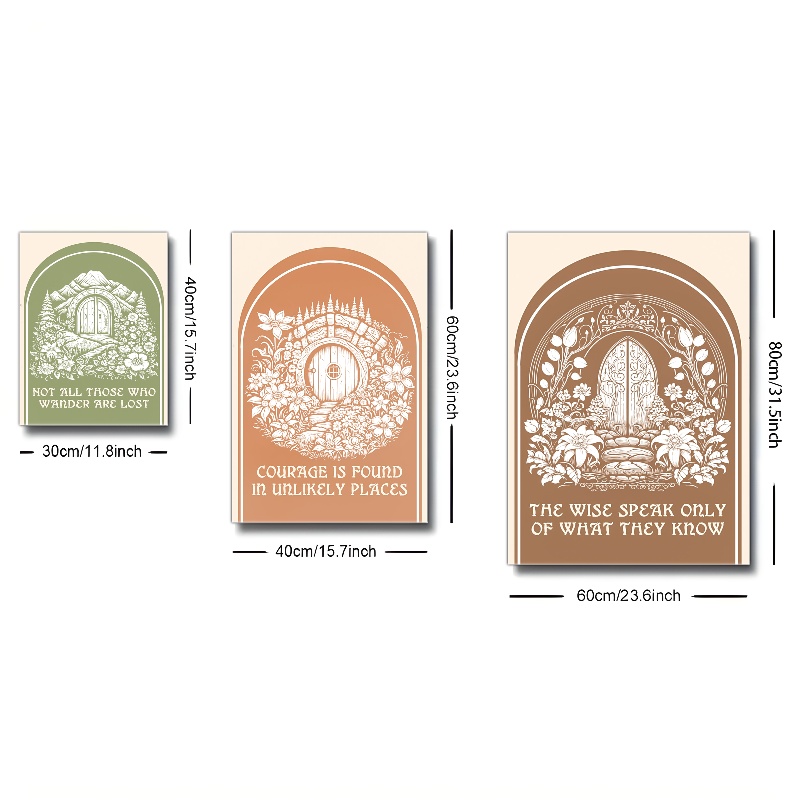 NOT ALL THOSE WHO
WANDER ARE LOST
40cm/15.7inch
30cm/11.8inch
COURAGE IS FOUND
IN UNLIKELY PLACES
60cm/23.6inch
40cm/15.7inch
THE WISE SPEAK ONLY
OF WHAT THEY KNOW
80cm/31.5inch
60cm/23.6inch